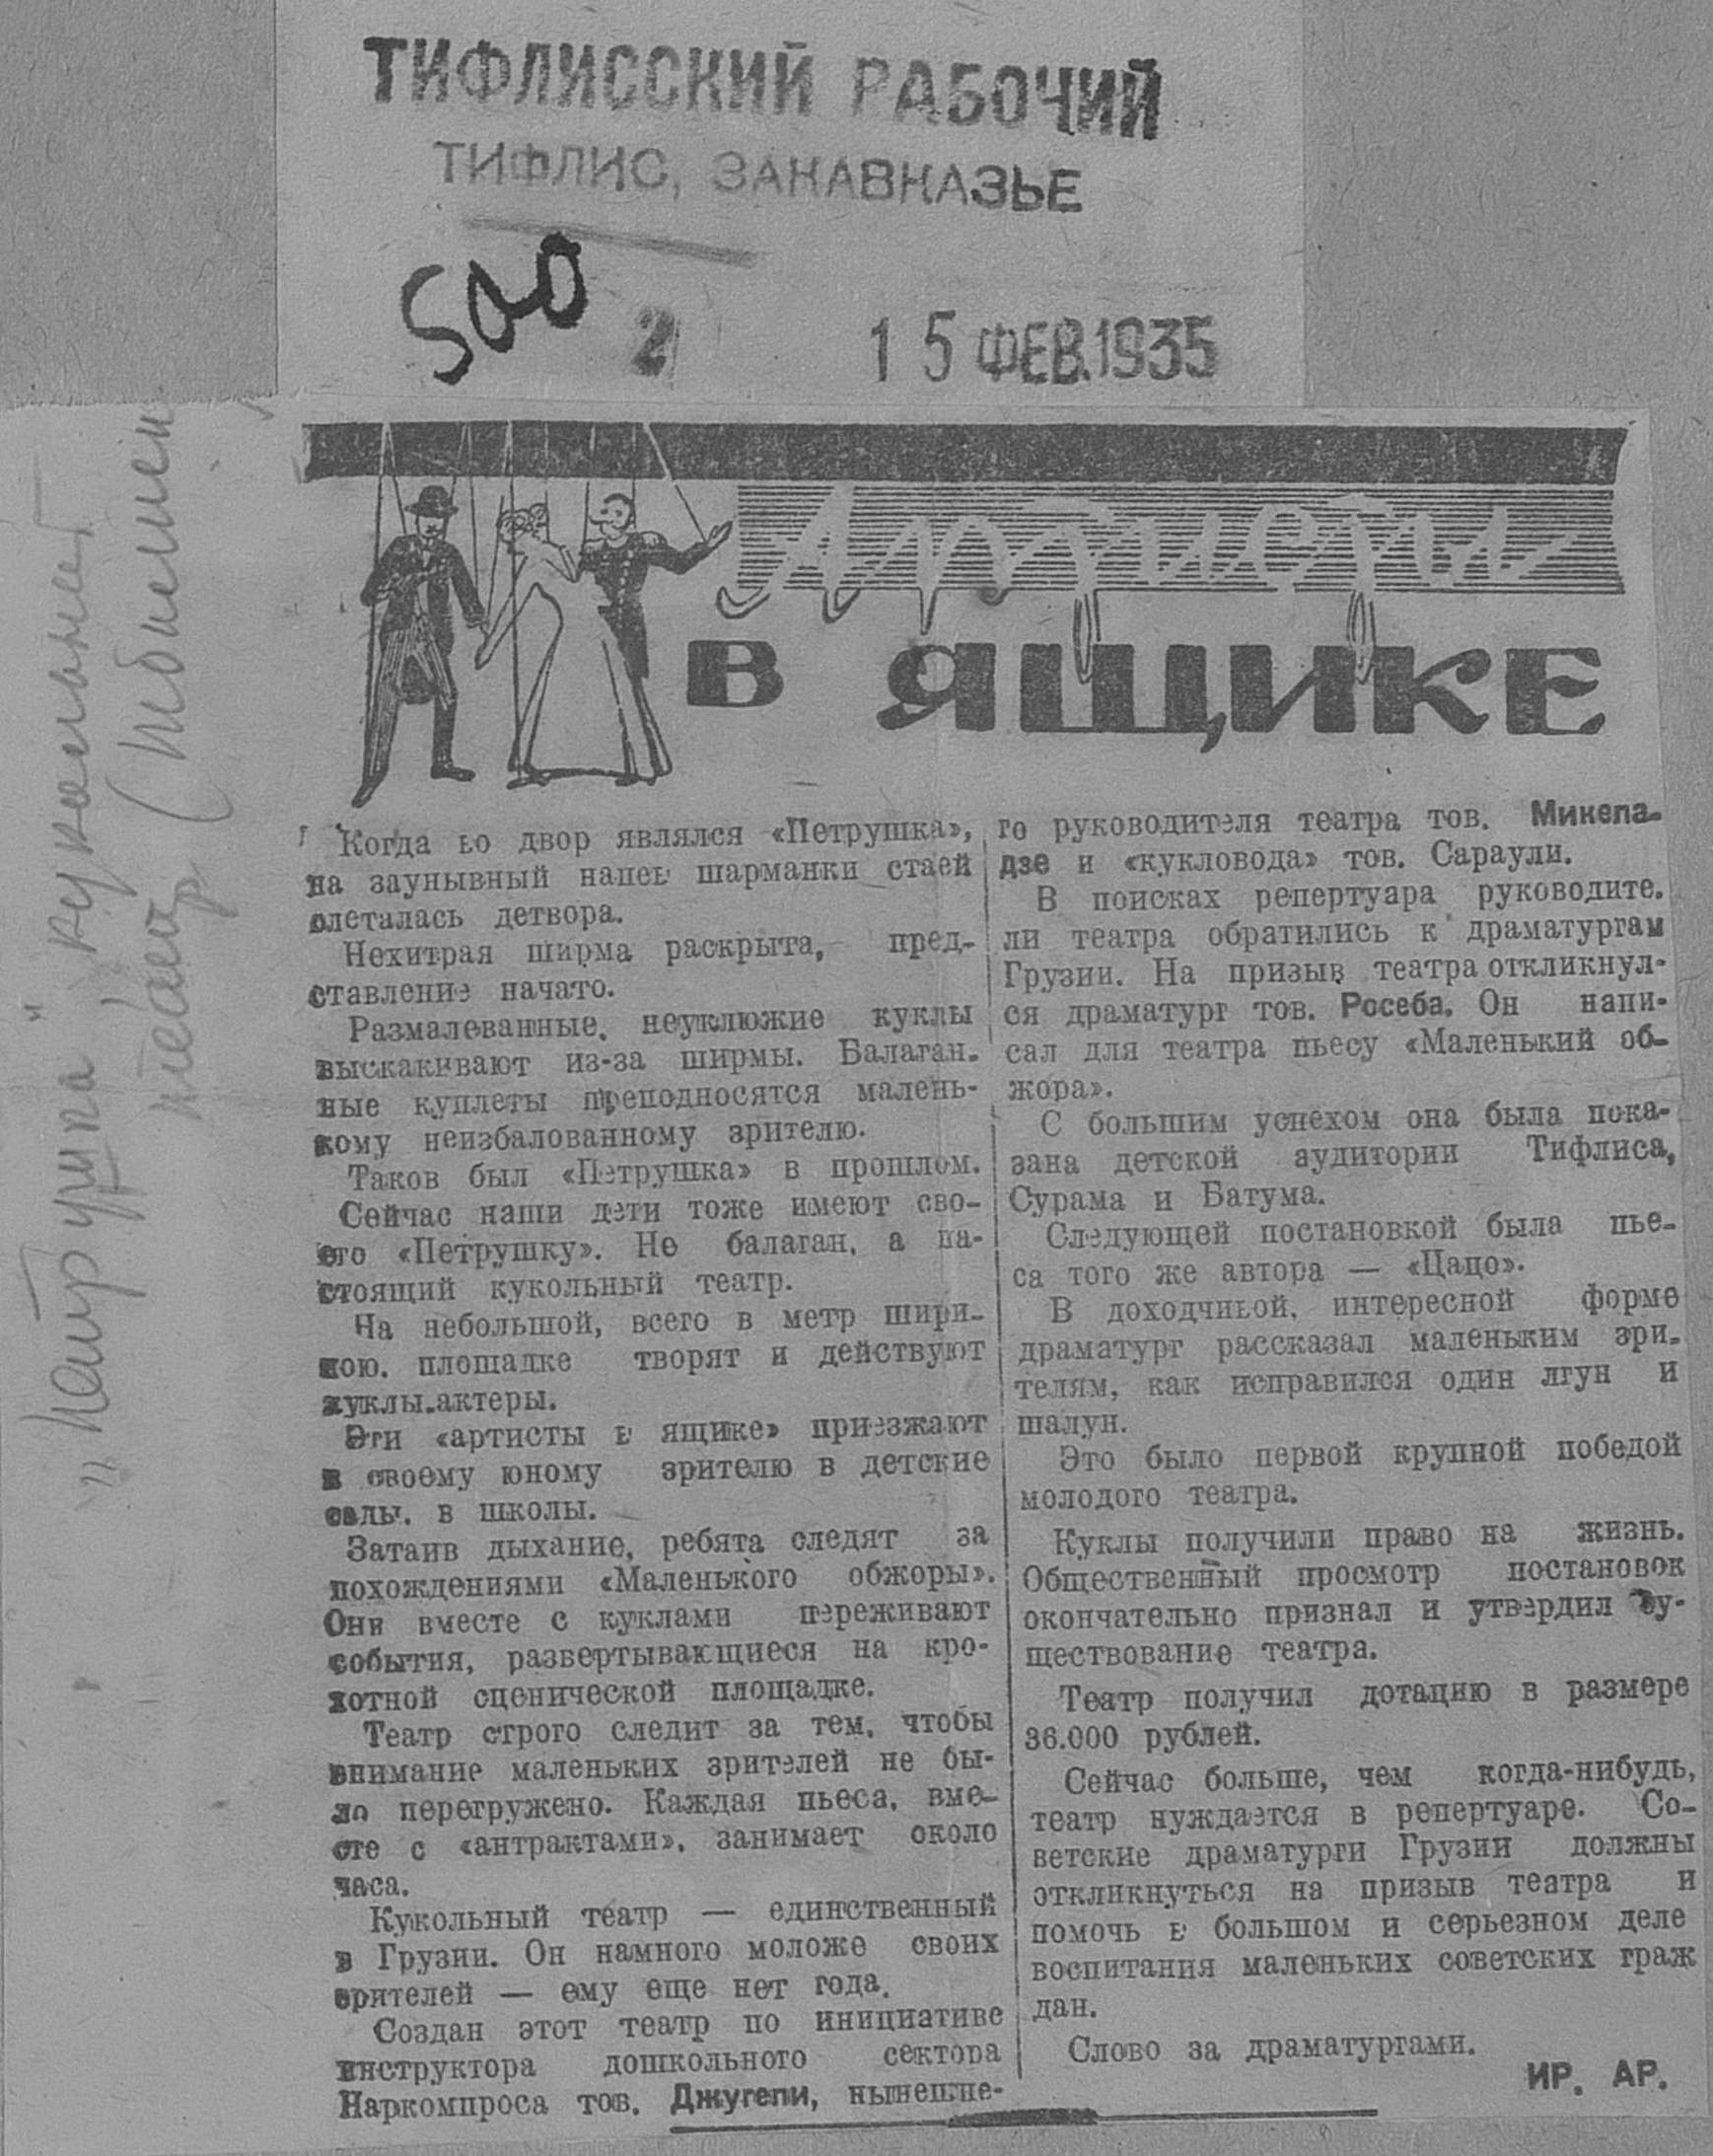 ТИФЛИССКИЙ РАБОЧИЙ
ТИФЛИС, ЗАКАВКАЗЬЕ
500
2
15 ФЕВ.1935
"Петрушка" кукольный
театр
Артисты
в ящике
Когда во двор являлся «Петрушка»,
на заунывный напев шарманки стаей
слеталась детвора.
Нехитрая ширма раскрыта, пред-
ставление начато.
Размалеванные, неуклюжие куклы
выскакивают из-за ширмы. Балаган-
ные куплеты преподносятся малень-
кому неизбалованному зрителю.
Таков был «Петрушка» в прошлом.
Сейчас наши дети тоже имеют сво-
его «Петрушку». Не балаган, а на-
стоящий кукольный театр.
На небольшой, всего в метр шири-
ною, площадке творят и действуют
куклы-актеры.
Эти «артисты в ящике» приезжают
к своему юному зрителю в детские
сады, в школы.
Затаив дыхание, ребята следят за
похождениями «Маленького обжоры».
Они вместе с куклами переживают
события, развертывающиеся на кро-
хотной сценической площадке.
Театр строго следит за тем, чтобы
внимание маленьких зрителей не бы-
ло перегружено. Каждая пьеса, вме-
сте с «антрактами», занимает около
часа.
Кукольный театр — единственный
в Грузии. Он намного моложе своих
зрителей — ему еще нет года.
Создан этот театр по инициативе
инструктора дошкольного сектора
Наркомпроса тов. Джугели, нынешне-
го руководителя театра тов. Микела-
дзе и «кукловода» тов. Сараули.
В поисках репертуара руководите-
ли театра обратились к драматургам
Грузии. На призыв театра откликнул-
ся драматург тов. Росеба. Он напи-
сал для театра пьесу «Маленький об-
жора».
С большим успехом она была пока-
зана детской аудитории Тифлиса,
Сурама и Батума.
Следующей постановкой была пье-
са того же автора — «Цацо».
В доходчивой, интересной форме
драматург рассказал маленьким зри-
телям, как исправился один лгун и
шалун.
Это было первой крупной победой
молодого театра.
Куклы получили право на жизнь.
Общественный просмотр постановок
окончательно признал и утвердил су-
ществование театра.
Театр получил дотацию в размере
36.000 рублей.
Сейчас больше, чем когда-нибудь,
театр нуждается в репертуаре. Со-
ветские драматурги Грузии должны
откликнуться на призыв театра и
помочь в большом и серьезном деле
воспитания маленьких советских граж
дан.
Слово за драматургами.
ИР. АР.